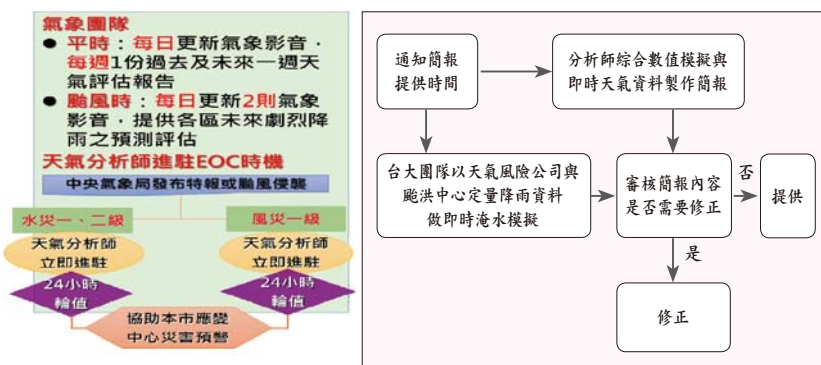 氣象團隊
● 平時：每日更新氣象影音，
每週1份過去及未來一週天
氣評估報告
● 颱風時：每日更新2則氣象
影音，提供各區未來劇烈降
雨之預測評估
天氣分析師進駐EOC時機
中央氣象局發布特報或颱風侵襲
水災一、二級
風災一級
天氣分析師
立即進駐
天氣分析師
立即進駐
24小時
輪值
24小時
輪值
協助本市應變
中心災害預警
通知簡報
提供時間
分析師綜合數值模擬與
即時天氣資料製作簡報
台大團隊以天氣風險公司與
颱洪中心定量降雨資料
做即時淹水模擬
審核簡報內容
是否需要修正
否
提供
是
修正